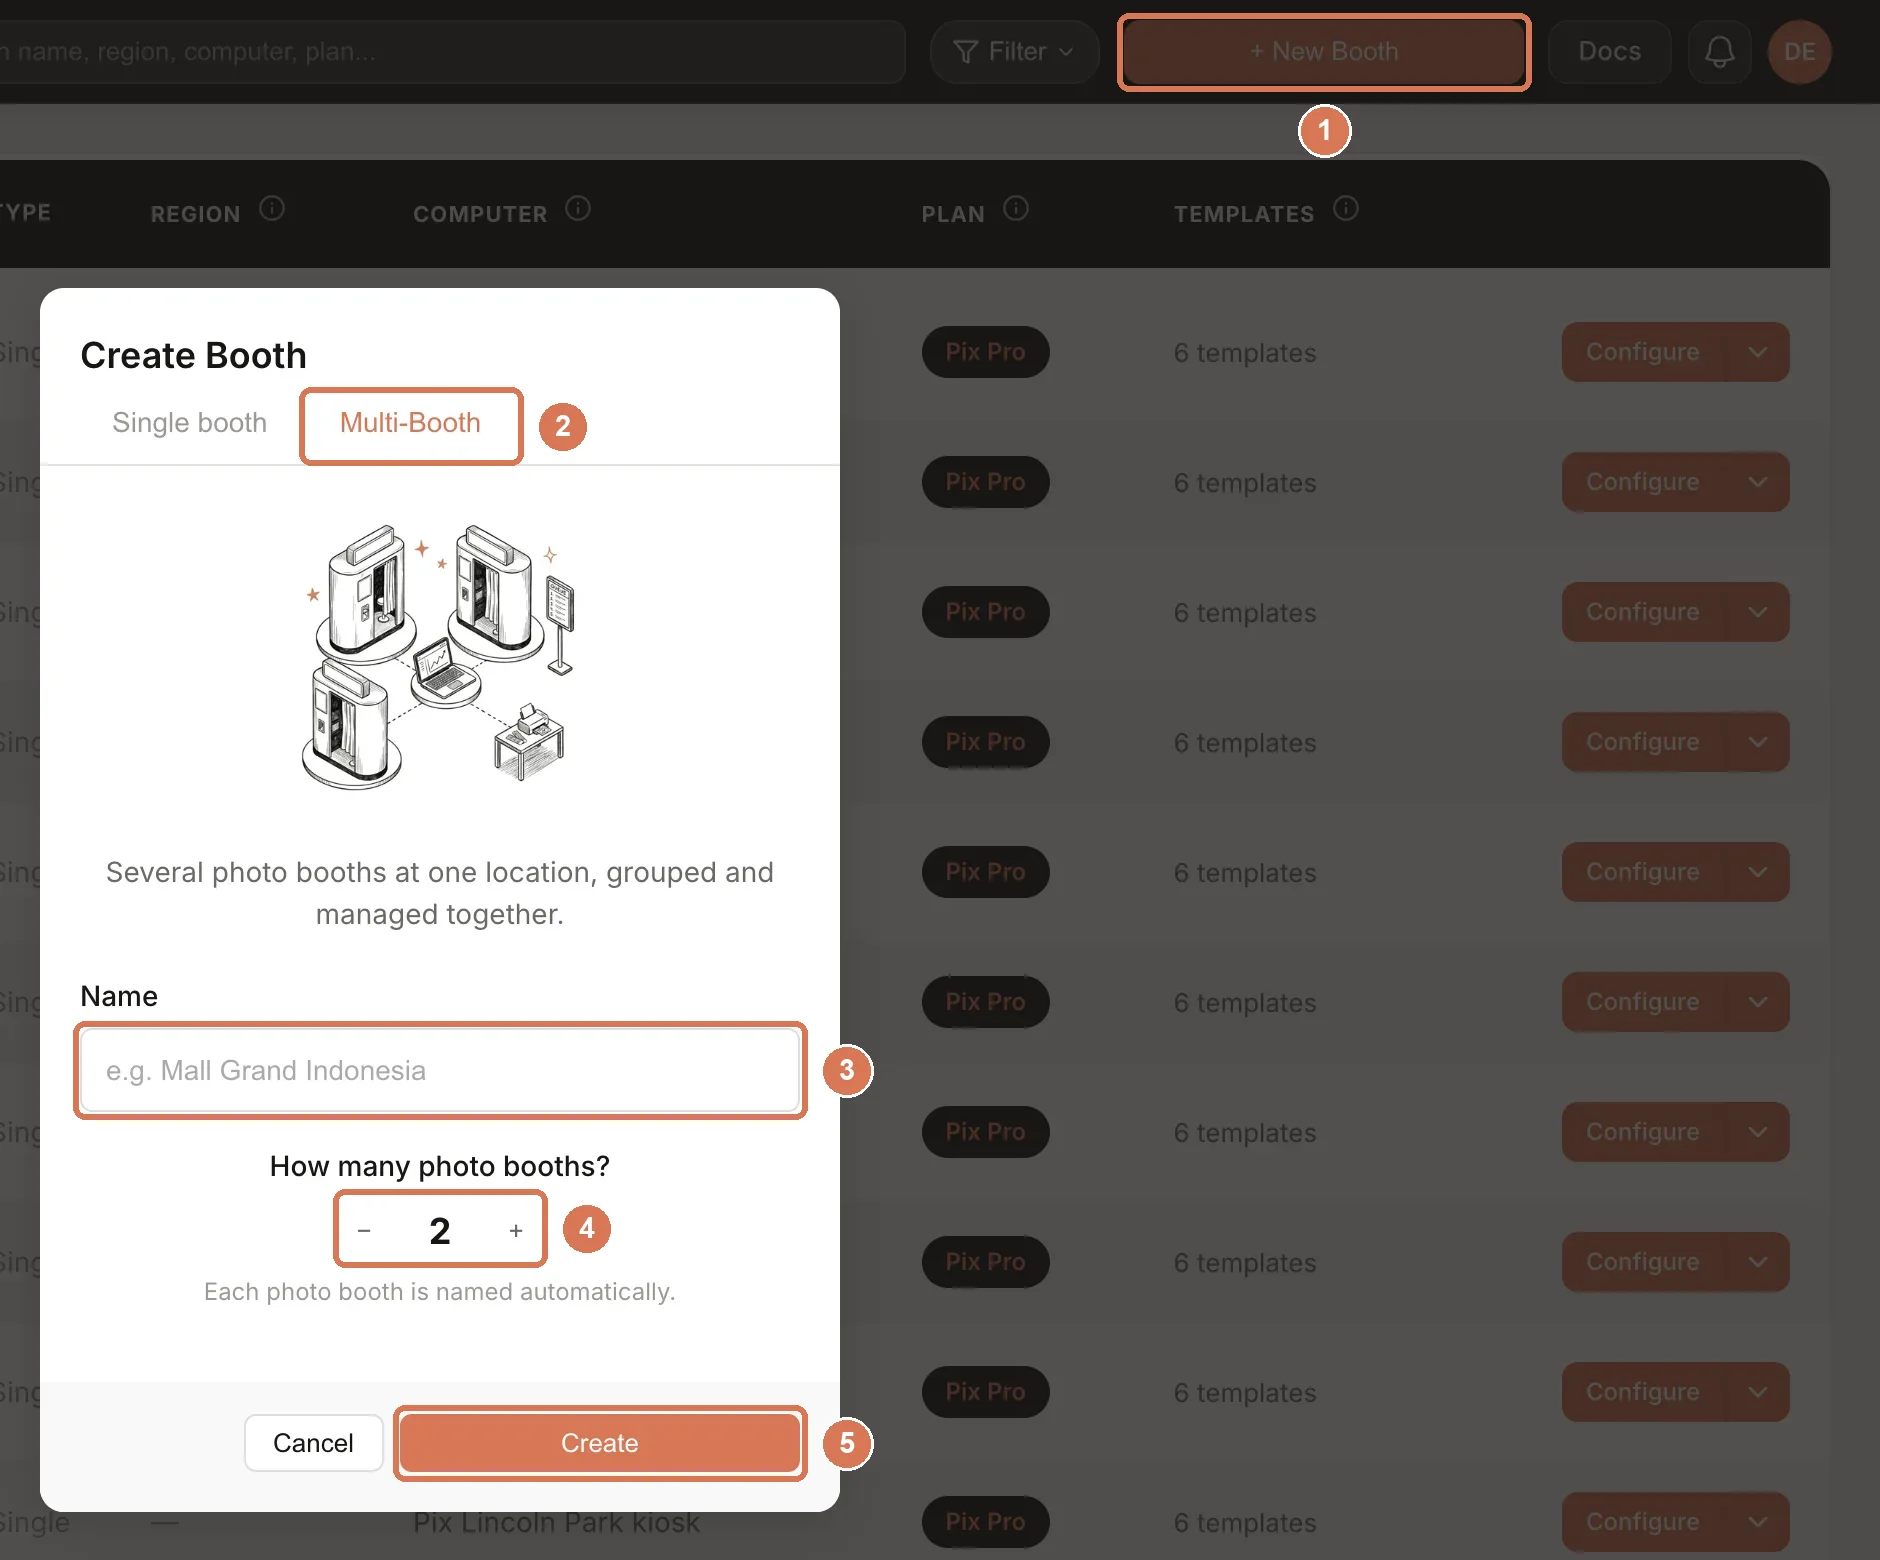 name, region, computer, plan...
Filter
+ New Booth
Docs
DE
1
REGION
COMPUTER
PLAN
TEMPLATES
Create Booth
Single booth
Multi-Booth
2
Several photo booths at one location, grouped and
managed together.
Name
e.g. Mall Grand Indonesia
3
How many photo booths?
− 2 +
4
Each photo booth is named automatically.
Cancel
Create
5
Pix Pro
6 templates
Configure
Pix Pro
6 templates
Configure
Pix Pro
6 templates
Configure
Pix Pro
6 templates
Configure
Pix Pro
6 templates
Configure
Pix Pro
6 templates
Configure
Pix Pro
6 templates
Configure
Pix Pro
6 templates
Configure
Pix Pro
6 templates
Configure
Single
—
Pix Lincoln Park kiosk
Pix Pro
6 templates
Configure